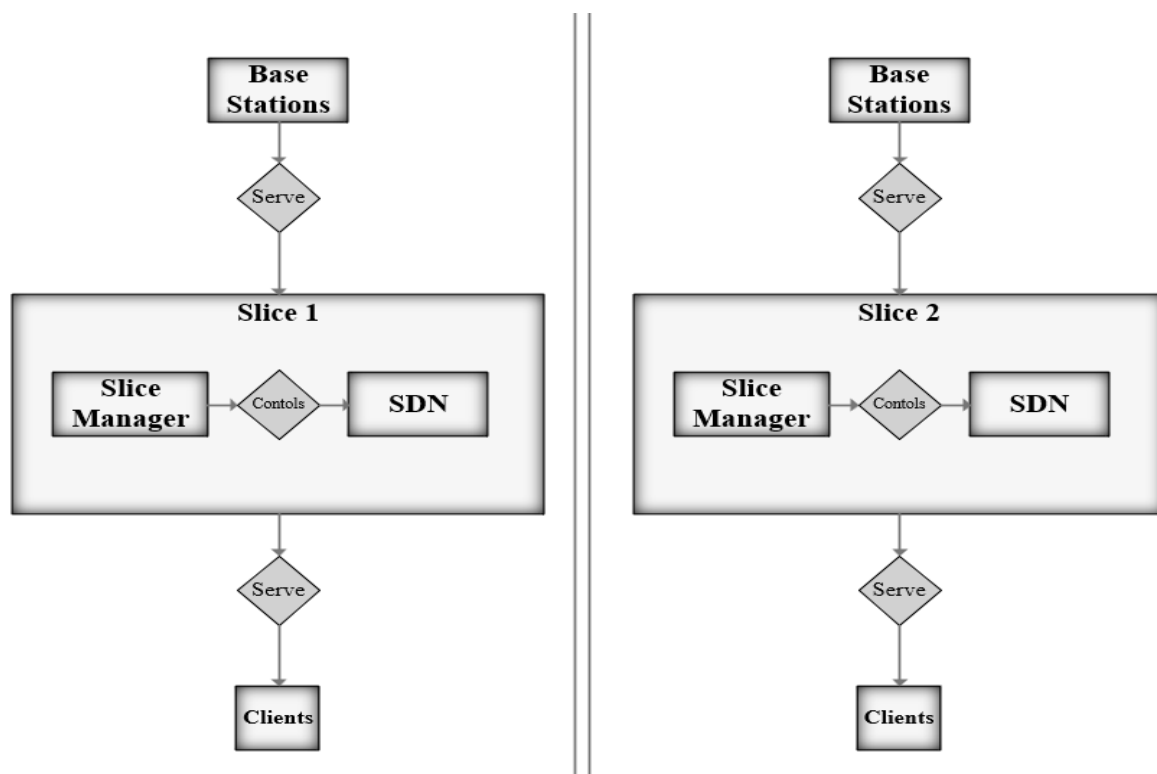 Base
Stations
Serve
Slice 1
Slice
Manager
Contols
SDN
Serve
Clients
Base
Stations
Serve
Slice 2
Slice
Manager
Contols
SDN
Serve
Clients